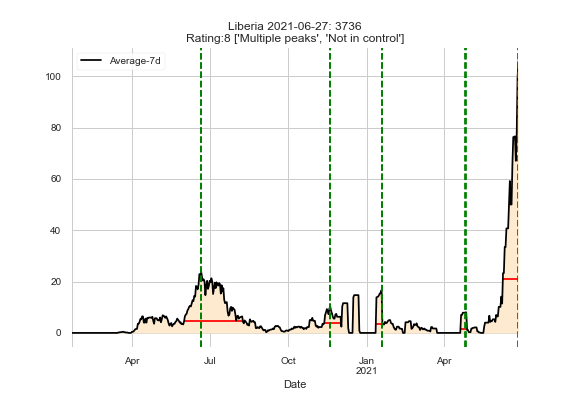 Liberia 2021-06-27: 3736
Rating:8 ['Multiple peaks', 'Not in control']
Average-7d
100
80
60
40
20
0
Apr
Jul
Oct
Jan
2021
Apr
Date